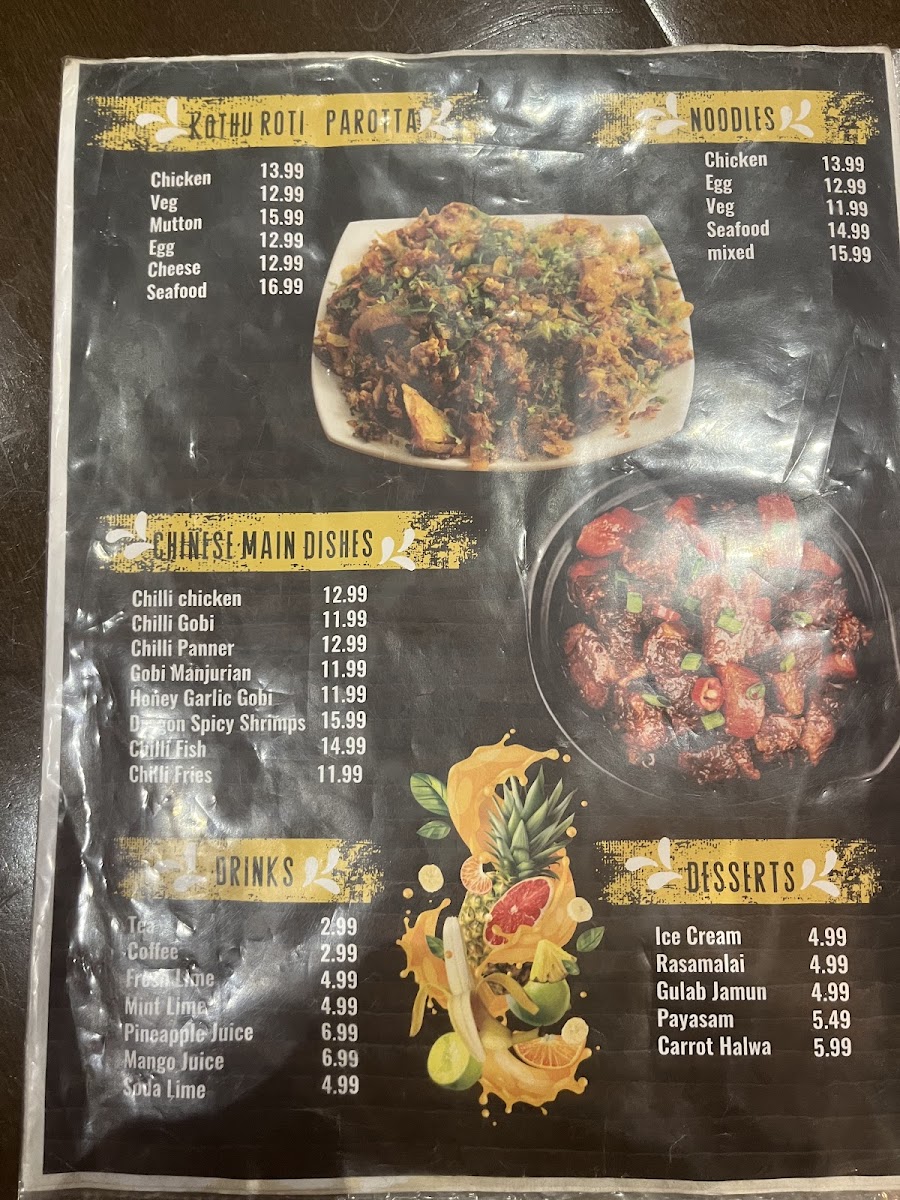 KOTHU ROTI PAROTTA
Chicken 13.99
Veg 12.99
Mutton 15.99
Egg 12.99
Cheese 12.99
Seafood 16.99
NOODLES
Chicken 13.99
Egg 12.99
Veg 11.99
Seafood 14.99
mixed 15.99
CHINESE MAIN DISHES
Chilli chicken 12.99
Chilli Gobi 11.99
Chilli Panner 12.99
Gobi Manjurian 11.99
Honey Garlic Gobi 11.99
Dragon Spicy Shrimps 15.99
Chilli Fish 14.99
Chilli Fries 11.99
DRINKS
Tea 2.99
Coffee 2.99
Fresh Lime 4.99
Mint Lime 4.99
Pineapple Juice 6.99
Mango Juice 6.99
Soda Lime 4.99
DESSERTS
Ice Cream 4.99
Rasamalai 4.99
Gulab Jamun 4.99
Payasam 5.49
Carrot Halwa 5.99